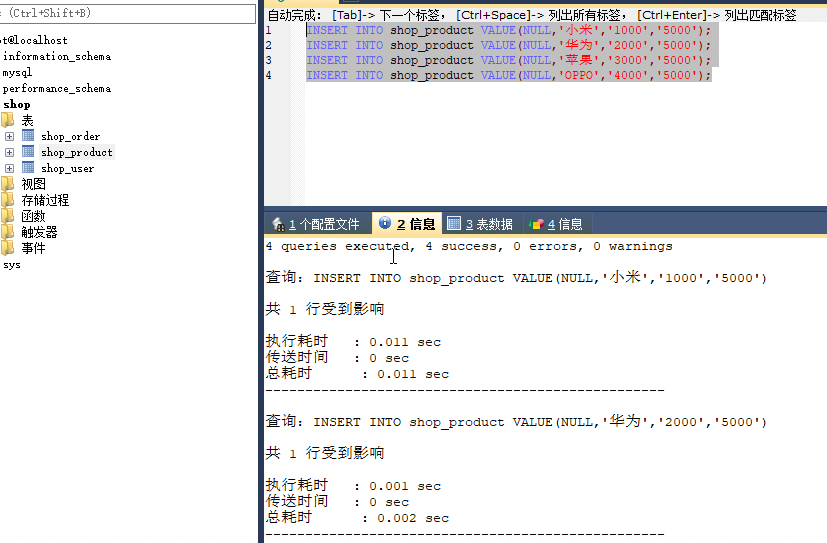 (Ctrl+Shift+B)
ot@localhost
information_schema
mysql
performance_schema
shop
表
shop_order
shop_product
shop_user
视图
存储过程
函数
触发器
事件
sys
自动完成： [Tab]-> 下一个标签， [Ctrl+Space]-> 列出所有标签， [Ctrl+Enter]-> 列出匹配标签
1 INSERT INTO shop_product VALUE(NULL,'小米','1000','5000');
2 INSERT INTO shop_product VALUE(NULL,'华为','2000','5000');
3 INSERT INTO shop_product VALUE(NULL,'苹果','3000','5000');
4 INSERT INTO shop_product VALUE(NULL,'OPPO','4000','5000');
1 个配置文件 2 信息 3 表数据 4 信息
4 queries executed, 4 success, 0 errors, 0 warnings
查询：INSERT INTO shop_product VALUE(NULL,'小米','1000','5000')
共 1 行受到影响
执行耗时 : 0.011 sec
传送时间 : 0 sec
总耗时 : 0.011 sec
--------------------------------------------------
查询：INSERT INTO shop_product VALUE(NULL,'华为','2000','5000')
共 1 行受到影响
执行耗时 : 0.001 sec
传送时间 : 0 sec
总耗时 : 0.002 sec
--------------------------------------------------